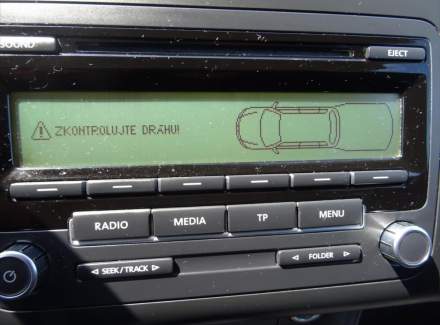 SOUND
EJECT
ZKONTROLUJTE DRÁHU!
RADIO
MEDIA
TP
MENU
◁ SEEK/TRACK ▷
◁ FOLDER ▷